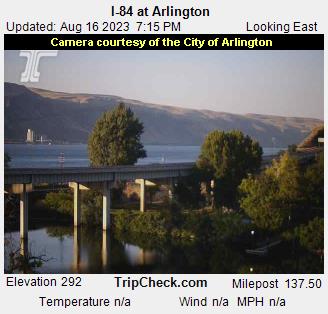 I-84 at Arlington
Updated: Aug 16 2023 7:15 PM Looking East
Camera courtesy of the City of Arlington
Elevation 292 TripCheck.com Milepost 137.50
Temperature n/a Wind n/a MPH n/a